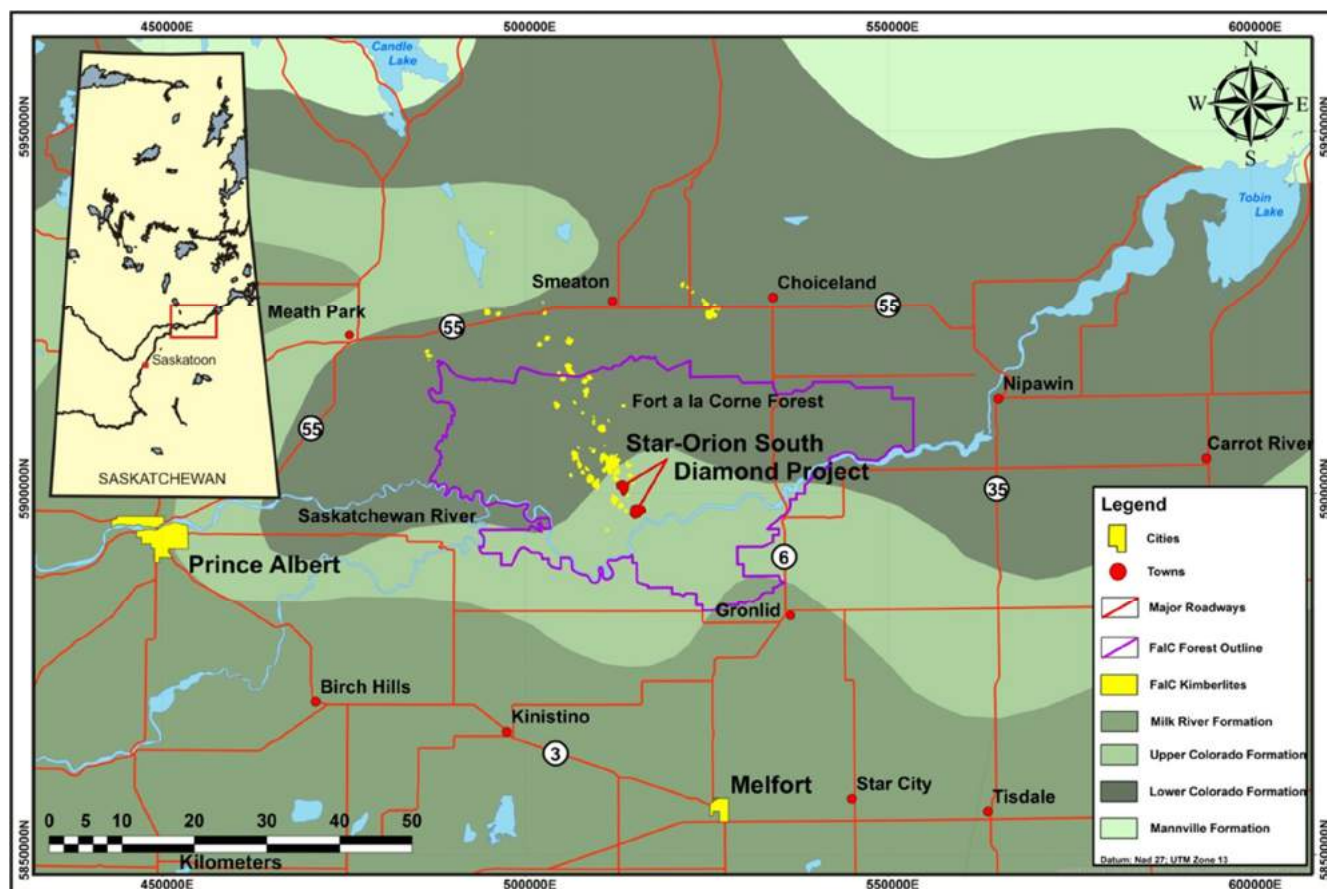 450000E
500000E
550000E
600000E
5950000N
5950000N
5900000N
5900000N
5850000N
5850000N
450000E
500000E
550000E
600000E
Candle
Lake
N
W
E
S
Tobin
Lake
Saskatoon
SASKATCHEWAN
Smeaton
Choiceland
55
Meath Park
55
Nipawin
Fort a la Corne Forest
55
Star-Orion South
Diamond Project
Carrot River
35
Saskatchewan River
Prince Albert
6
Gronlid
Birch Hills
Kinistino
3
Melfort
Star City
Tisdale
0 5 10 20 30 40 50
Kilometers
Legend
Cities
Towns
Major Roadways
FalC Forest Outline
FalC Kimberlites
Milk River Formation
Upper Colorado Formation
Lower Colorado Formation
Mannville Formation
Datum: Nad 27; UTM Zone 13